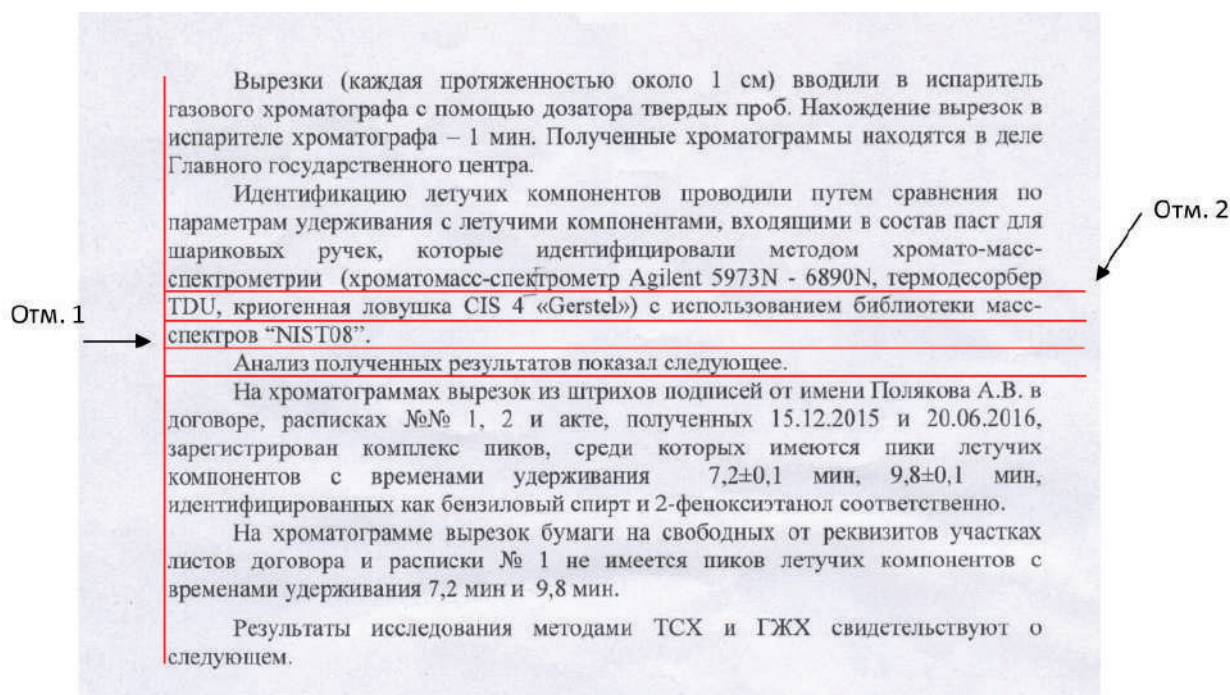 Вырезки (каждая протяженностью около 1 см) вводили в испаритель
газового хроматографа с помощью дозатора твердых проб. Нахождение вырезок в
испарителе хроматографа – 1 мин. Полученные хроматограммы находятся в деле
Главного государственного центра.
Идентификацию летучих компонентов проводили путем сравнения по
параметрам удерживания с летучими компонентами, входящими в состав паст для
шариковых ручек, которые идентифицировали методом хромато-масс-
спектрометрии (хроматомасс-спектрометр Agilent 5973N - 6890N, термодесорбер
TDU, криогенная ловушка CIS 4 «Gerstel») с использованием библиотеки масс-
спектров “NIST08”.
Анализ полученных результатов показал следующее.
На хроматограммах вырезок из штрихов подписей от имени Полякова А.В. в
договоре, расписках №№ 1, 2 и акте, полученных 15.12.2015 и 20.06.2016,
зарегистрирован комплекс пиков, среди которых имеются пики летучих
компонентов с временами удерживания 7,2±0,1 мин, 9,8±0,1 мин,
идентифицированных как бензиловый спирт и 2-феноксиэтанол соответственно.
На хроматограмме вырезок бумаги на свободных от реквизитов участках
листов договора и расписки № 1 не имеется пиков летучих компонентов с
временами удерживания 7,2 мин и 9,8 мин.
Результаты исследования методами ТСХ и ГЖХ свидетельствуют о
следующем.
Отм. 1
Отм. 2